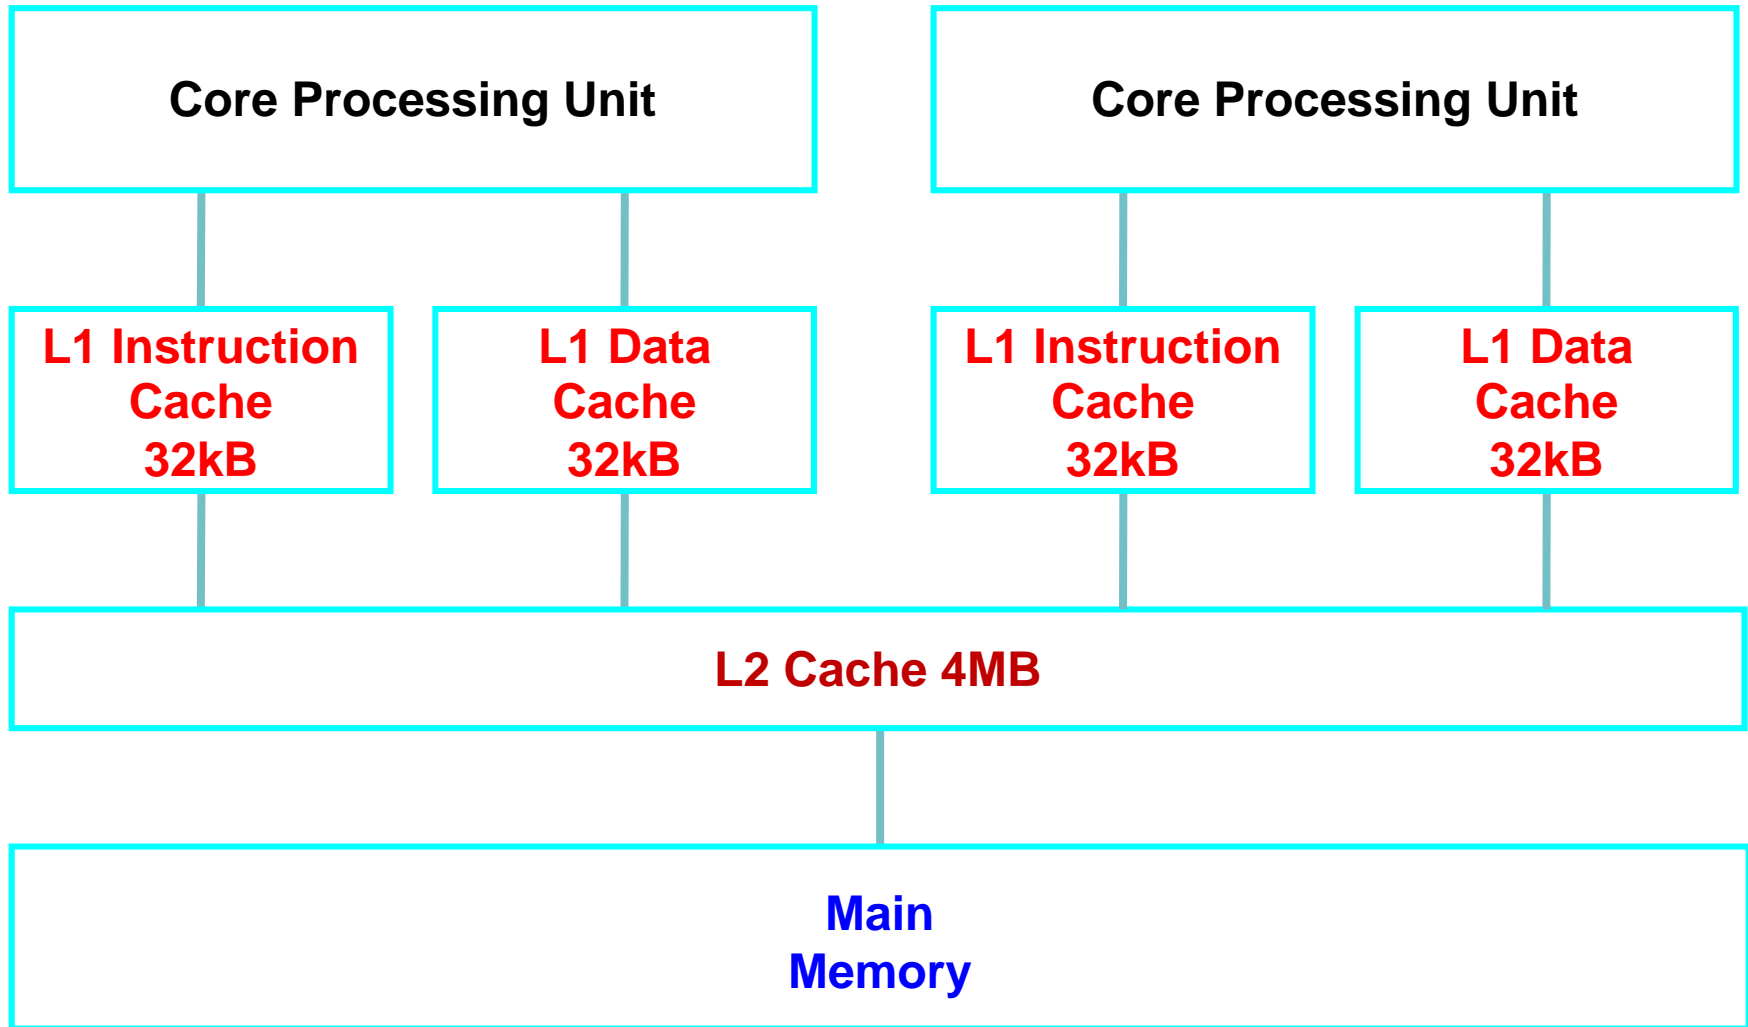 Core Processing Unit
Core Processing Unit
L1 Instruction
Cache
32kB
L1 Data
Cache
32kB
L1 Instruction
Cache
32kB
L1 Data
Cache
32kB
L2 Cache 4MB
Main
Memory